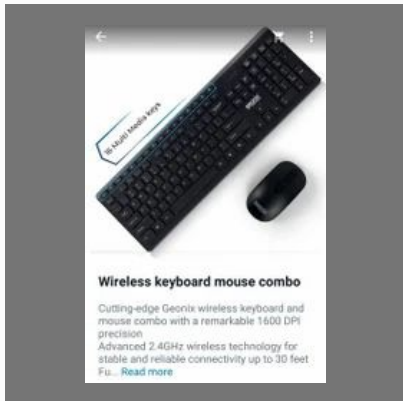 16 Multi Media keys
Wireless keyboard mouse combo
Cutting-edge Geonix wireless keyboard and
mouse combo with a remarkable 1600 DPI
precision
Advanced 2.4GHz wireless technology for
stable and reliable connectivity up to 30 feet
Fu... Read more